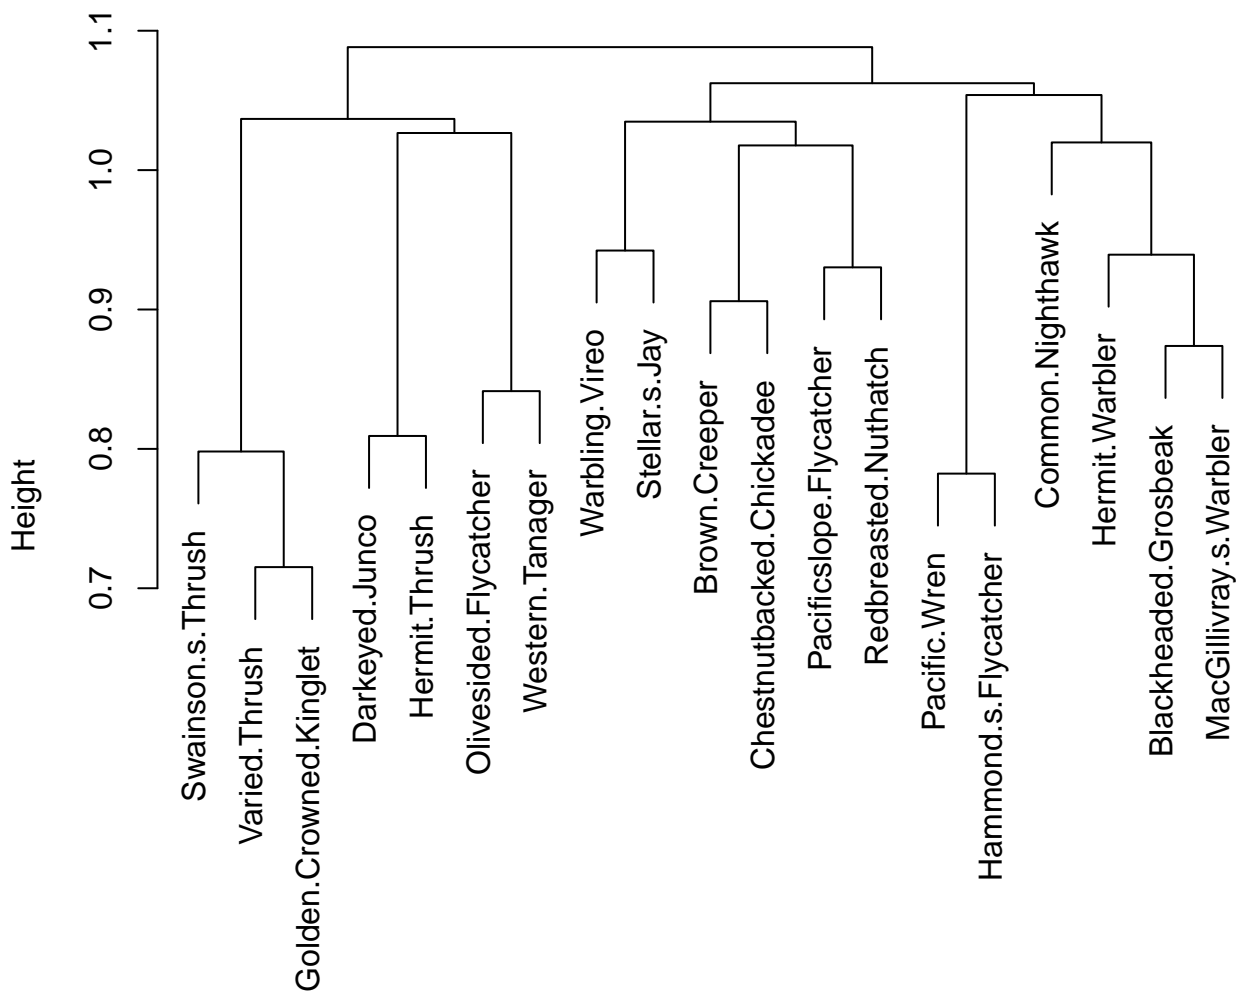 Height
1.1
1.0
0.9
0.8
0.7
Swainson.s.Thrush
Varied.Thrush
Golden.Crowned.Kinglet
Darkeyed.Junco
Hermit.Thrush
Olivesided.Flycatcher
Western.Tanager
Warbling.Vireo
Stellar.s.Jay
Brown.Creeper
Chestnutbacked.Chickadee
Pacificslope.Flycatcher
Redbreasted.Nuthatch
Pacific.Wren
Hammond.s.Flycatcher
Common.Nighthawk
Hermit.Warbler
Blackheaded.Grosbeak
MacGillivray.s.Warbler